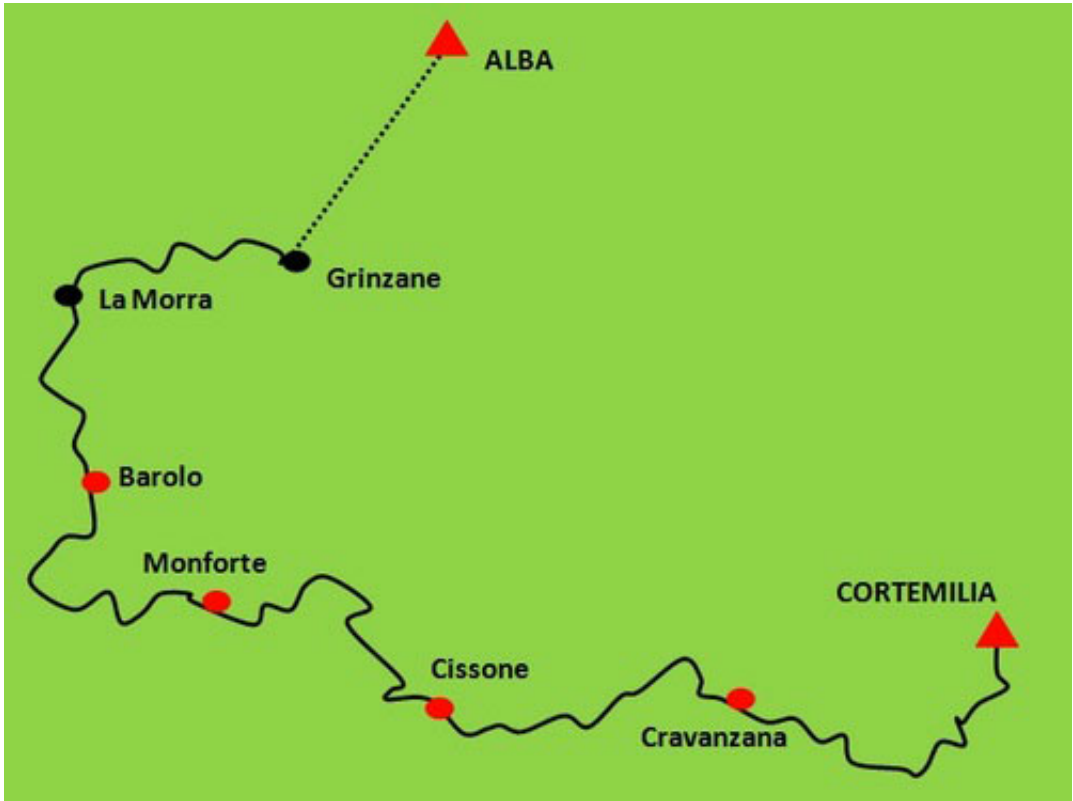 ALBA
Grinzane
La Morra
Barolo
Monforte
CORTEMILIA
Cissone
Cravanzana